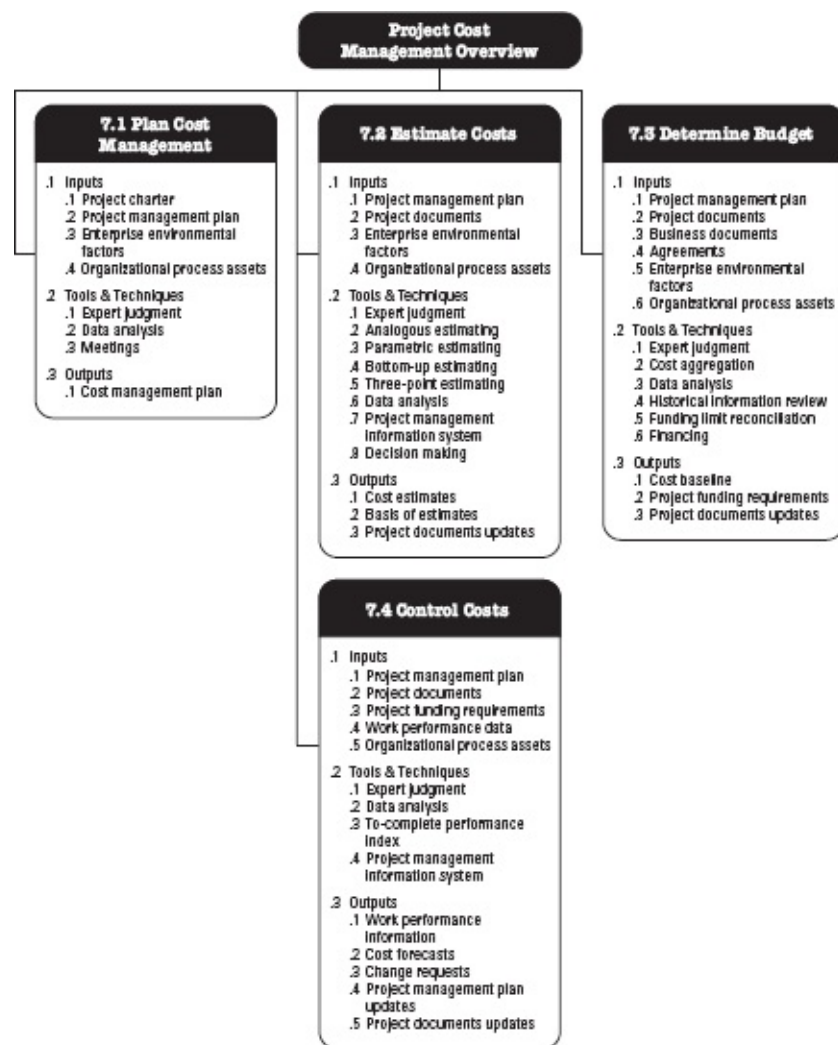 Project Cost
Management Overview
7.1 Plan Cost
Management
.1 Inputs
.1 Project charter
.2 Project management plan
.3 Enterprise environmental
factors
.4 Organizational process assets
.2 Tools & Techniques
.1 Expert judgment
.2 Data analysis
.3 Meetings
.3 Outputs
.1 Cost management plan
7.2 Estimate Costs
.1 Inputs
.1 Project management plan
.2 Project documents
.3 Enterprise environmental
factors
.4 Organizational process assets
.2 Tools & Techniques
.1 Expert judgment
.2 Analogous estimating
.3 Parametric estimating
.4 Bottom-up estimating
.5 Three-point estimating
.6 Data analysis
.7 Project management
information system
.8 Decision making
.3 Outputs
.1 Cost estimates
.2 Basis of estimates
.3 Project documents updates
7.3 Determine Budget
.1 Inputs
.1 Project management plan
.2 Project documents
.3 Business documents
.4 Agreements
.5 Enterprise environmental
factors
.6 Organizational process assets
.2 Tools & Techniques
.1 Expert judgment
.2 Cost aggregation
.3 Data analysis
.4 Historical information review
.5 Funding limit reconciliation
.6 Financing
.3 Outputs
.1 Cost baseline
.2 Project funding requirements
.3 Project documents updates
7.4 Control Costs
.1 Inputs
.1 Project management plan
.2 Project documents
.3 Project funding requirements
.4 Work performance data
.5 Organizational process assets
.2 Tools & Techniques
.1 Expert judgment
.2 Data analysis
.3 To-complete performance
index
.4 Project management
information system
.3 Outputs
.1 Work performance
information
.2 Cost forecasts
.3 Change requests
.4 Project management plan
updates
.5 Project documents updates